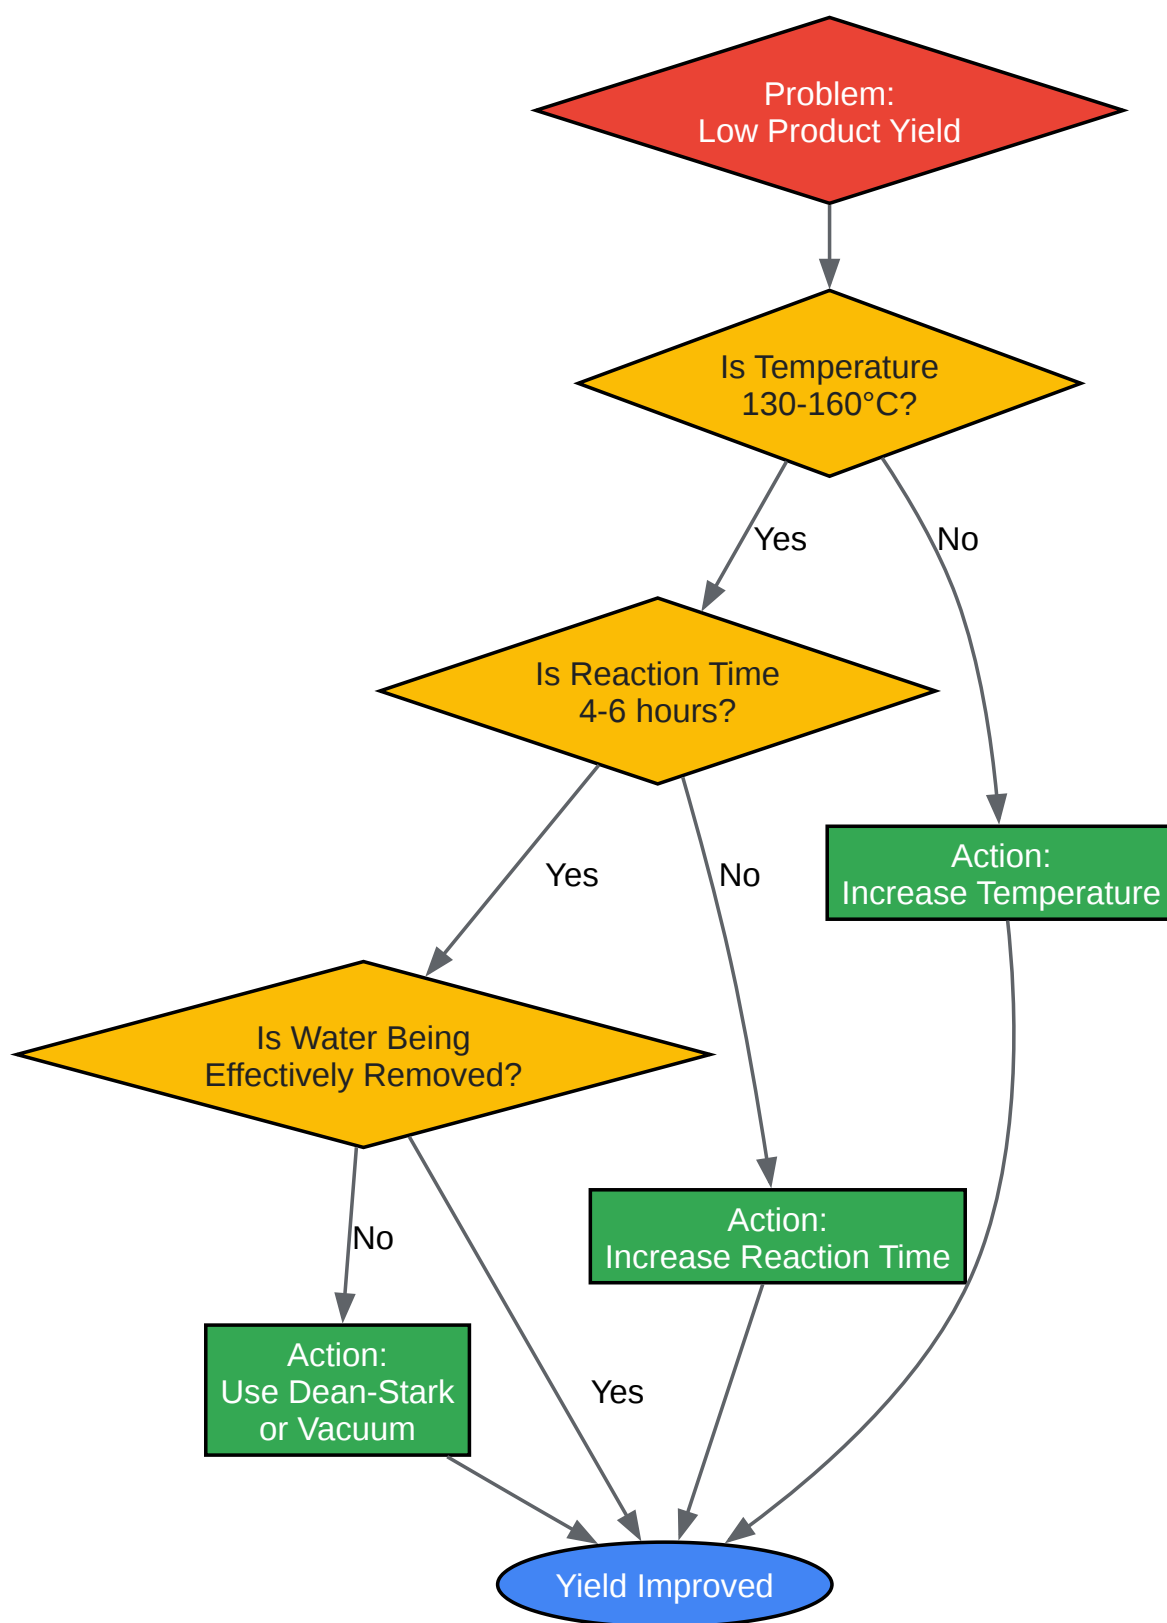 Problem:
Low Product Yield
Is Temperature
130-160°C?
Yes
No
Is Reaction Time
4-6 hours?
Yes
No
Action:
Increase Temperature
Is Water Being
Effectively Removed?
No
Yes
Action:
Increase Reaction Time
Action:
Use Dean-Stark
or Vacuum
Yield Improved